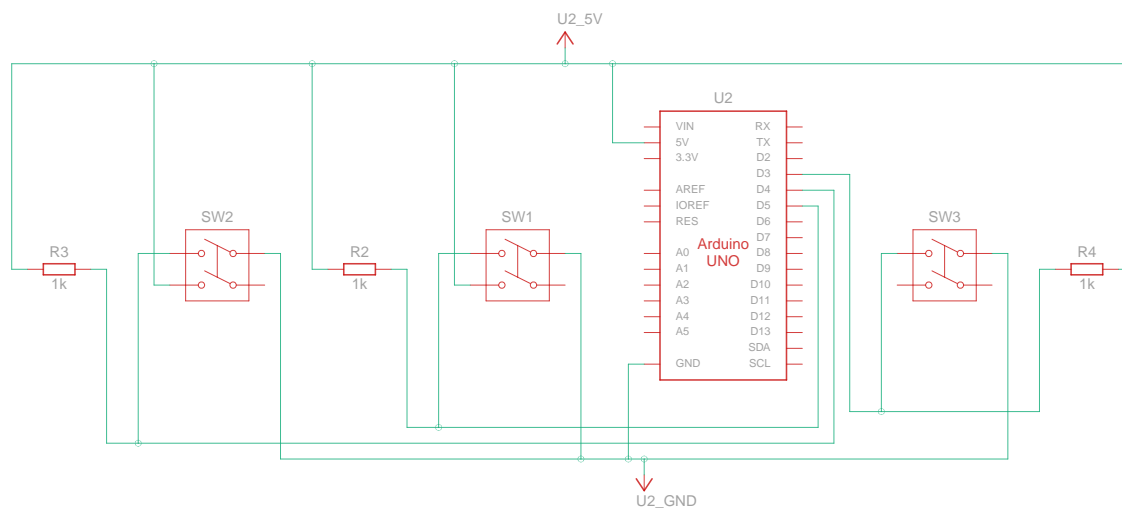 U2_5V
U2
VIN
RX
5V
TX
3.3V
D2
D3
AREF
D4
IOREF
D5
RES
D6
D7
SW2
SW1
SW3
Arduino
UNO
R3
R2
R4
A0
D8
A1
D9
1k
1k
1k
A2
D10
A3
D11
A4
D12
A5
D13
SDA
GND
SCL
U2_GND